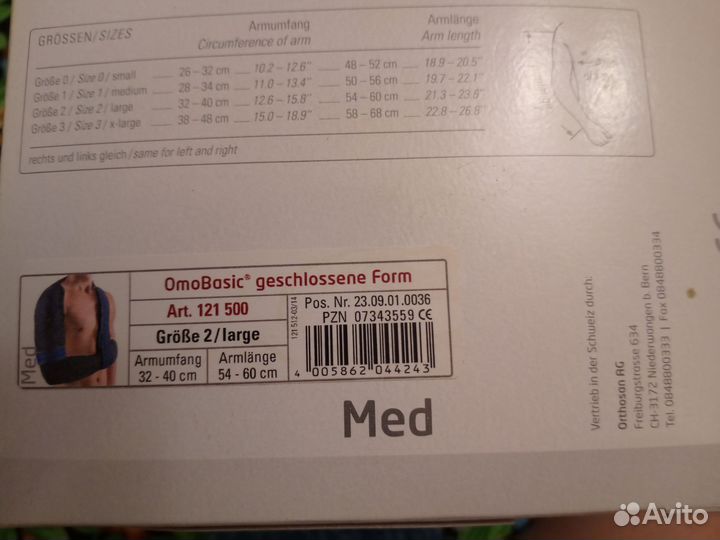 GRÖSSEN/SIZES
Armumfang
Circumference of arm
Armlänge
Arm length
Größe 0 / Size 0 / small 26 – 32 cm 10.2 – 12.6'' 48 – 52 cm 18.9 – 20.5''
Größe 1 / Size 1 / medium 28 – 34 cm 11.0 – 13.4'' 50 – 56 cm 19.7 – 22.1''
Größe 2 / Size 2 / large 32 – 40 cm 12.6 – 15.8'' 54 – 60 cm 21.3 – 23.6''
Größe 3 / Size 3 / x-large 38 – 48 cm 15.0 – 18.9'' 58 – 68 cm 22.8 – 26.8''
rechts und links gleich / same for left and right
Med
OmoBasic® geschlossene Form
Art. 121 500
Größe 2/large
Armumfang
32 - 40 cm
Armlänge
54 - 60 cm
121 512-03/14
Pos. Nr. 23.09.01.0036
PZN 07343559 CE
4 005862 044243
Med
Vertrieb in der Schweiz durch:
Orthosan AG
Freiburgstrasse 634
CH-3172 Niederwangen b. Bern
Tel. 0848800333 | Fax 0848800334
Avito